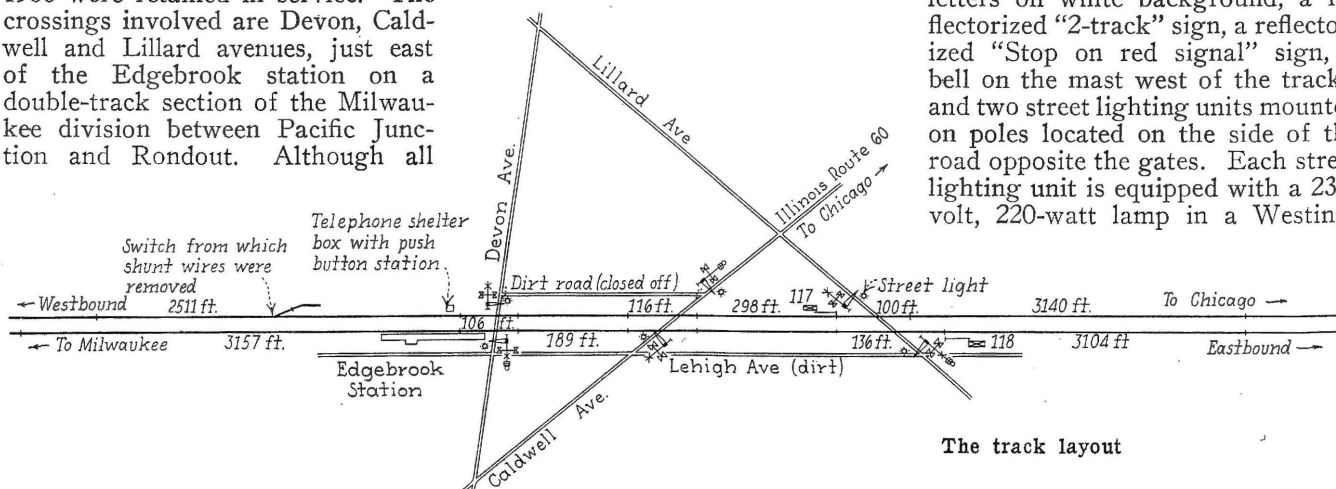 crossings involved are Devon, Cald-
well and Lillard avenues, just east
of the Edgebrook station on a
double-track section of the Milwau-
kee division between Pacific Junc-
tion and Rondout. Although all
letters on white background, a
flectorized "2-track" sign, a reflecto
ized "Stop on red signal" sign,
bell on the mast west of the track
and two street lighting units mounte
on poles located on the side of th
road opposite the gates. Each stre
lighting unit is equipped with a 23
volt, 220-watt lamp in a Westin
Lillard Ave
Devon Ave.
Illinois Route 60
To Chicago
Switch from which
shunt wires were
removed
Telephone shelter
box with push
button station
Dirt road (closed off)
Street light
Westbound
2511 ft.
116 ft.
298 ft.
117
100 ft.
3140 ft.
To Chicago
106 ft.
To Milwaukee
3157 ft.
189 ft.
136 ft.
118
3104 ft
Eastbound
Edgebrook
Station
Lehigh Ave (dirt)
Caldwell Ave.
The track layout